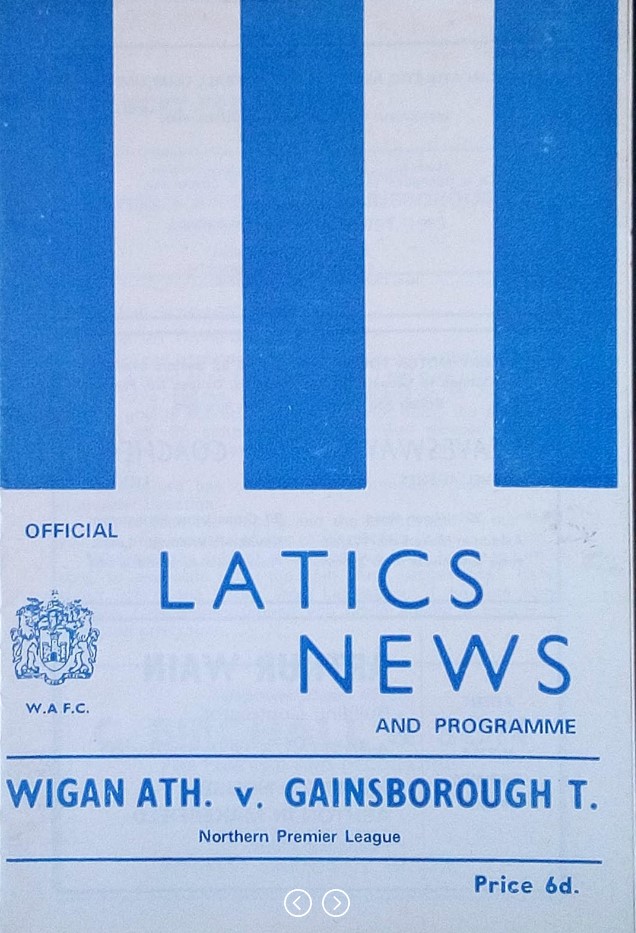 OFFICIAL
LATICS
NEWS
W.A F.C.
AND PROGRAMME
WIGAN ATH. v. GAINSBOROUGH T.
Northern Premier League
Price 6d.